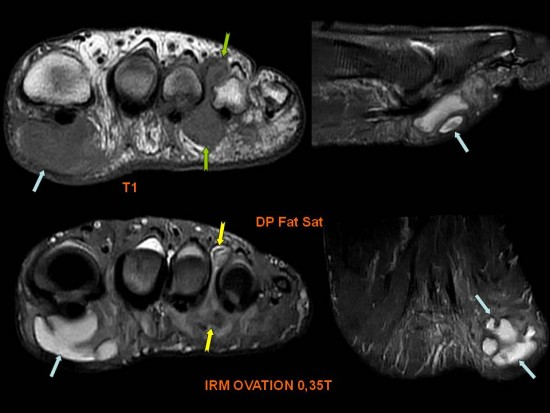 T1
DP Fat Sat
IRM OVATION 0,35T